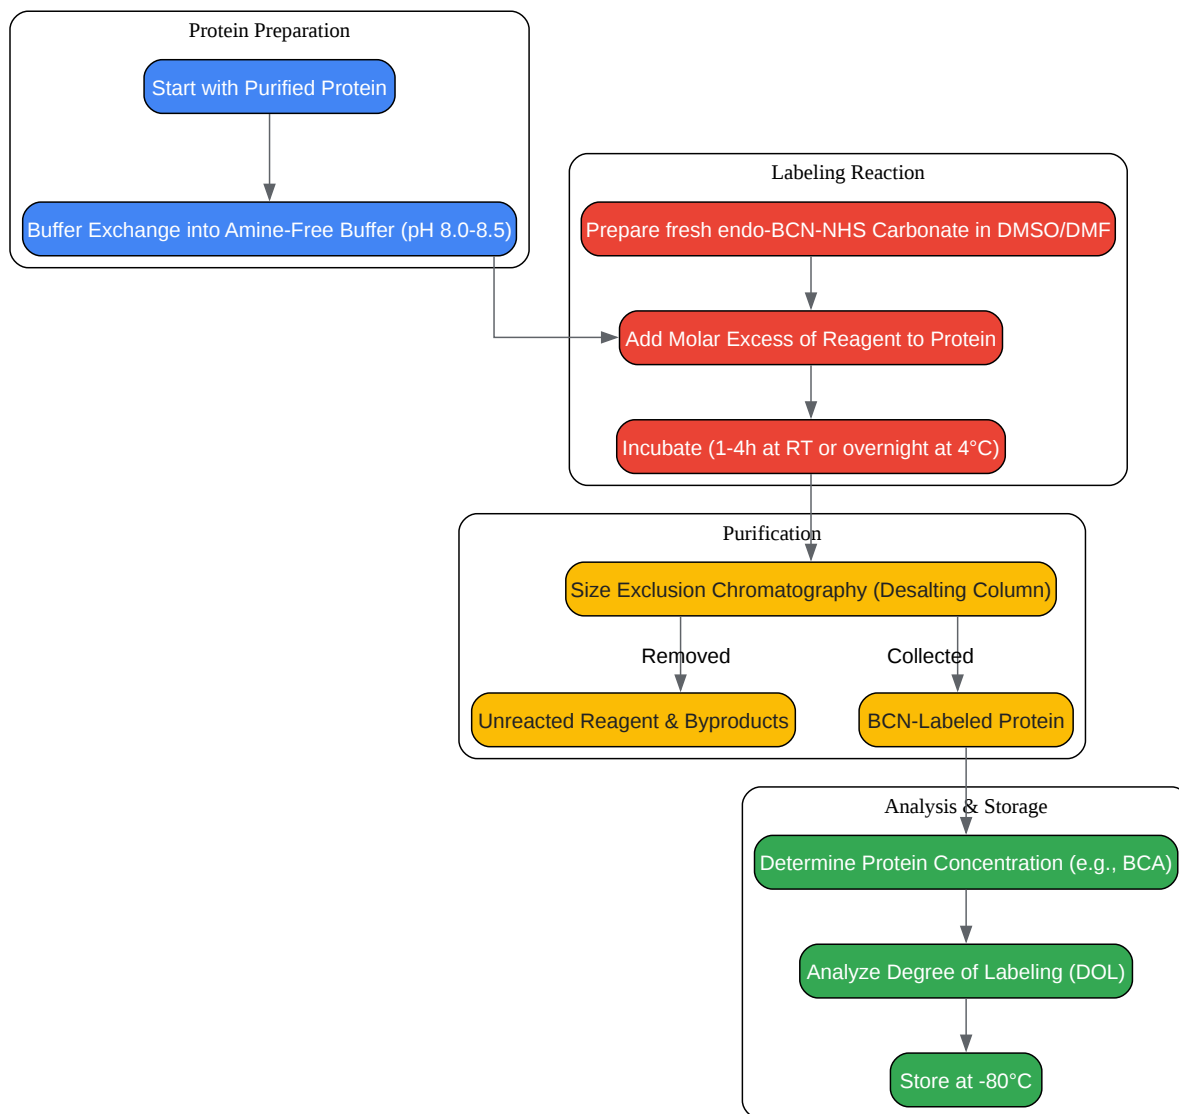 Protein Preparation
Start with Purified Protein
Buffer Exchange into Amine-Free Buffer (pH 8.0-8.5)
Labeling Reaction
Prepare fresh endo-BCN-NHS Carbonate in DMSO/DMF
Add Molar Excess of Reagent to Protein
Incubate (1-4h at RT or overnight at 4°C)
Purification
Size Exclusion Chromatography (Desalting Column)
Removed
Collected
Unreacted Reagent & Byproducts
BCN-Labeled Protein
Analysis & Storage
Determine Protein Concentration (e.g., BCA)
Analyze Degree of Labeling (DOL)
Store at -80°C